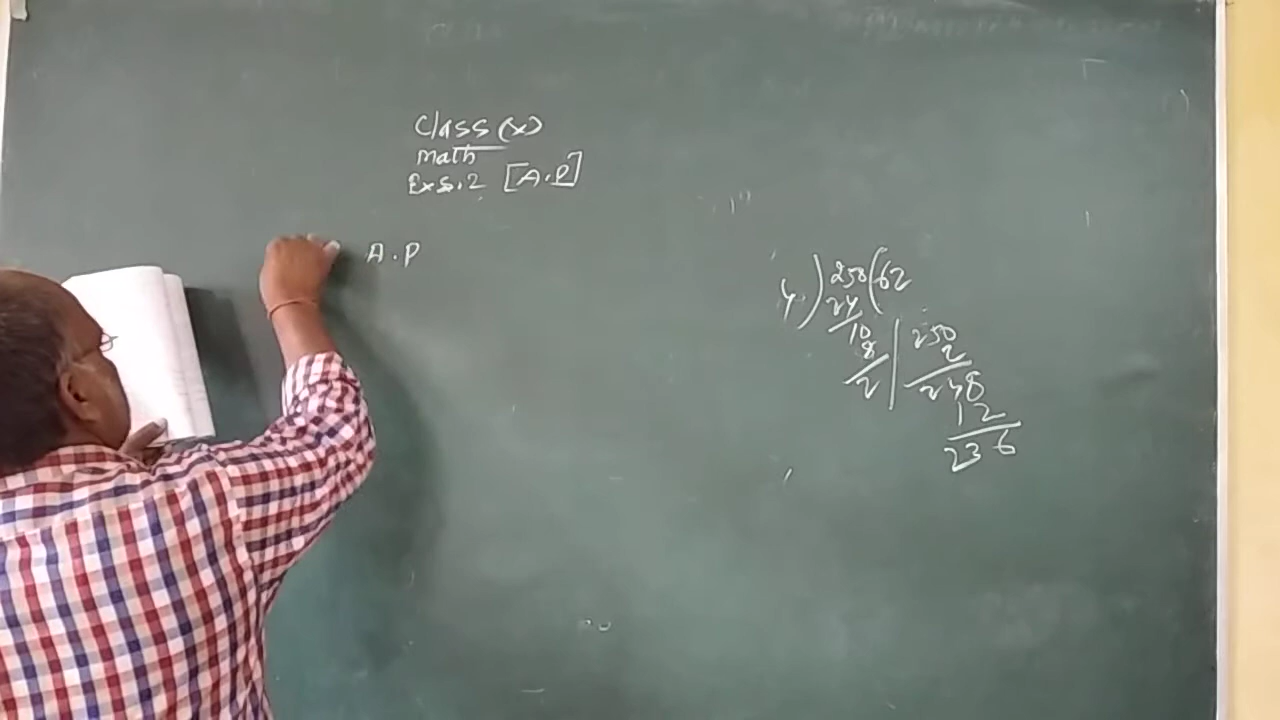 Class (X)
Math
Ex 5.2 [A.P]
A.P
4) 250 (62
24
10
8
2
250
2
248
12
236